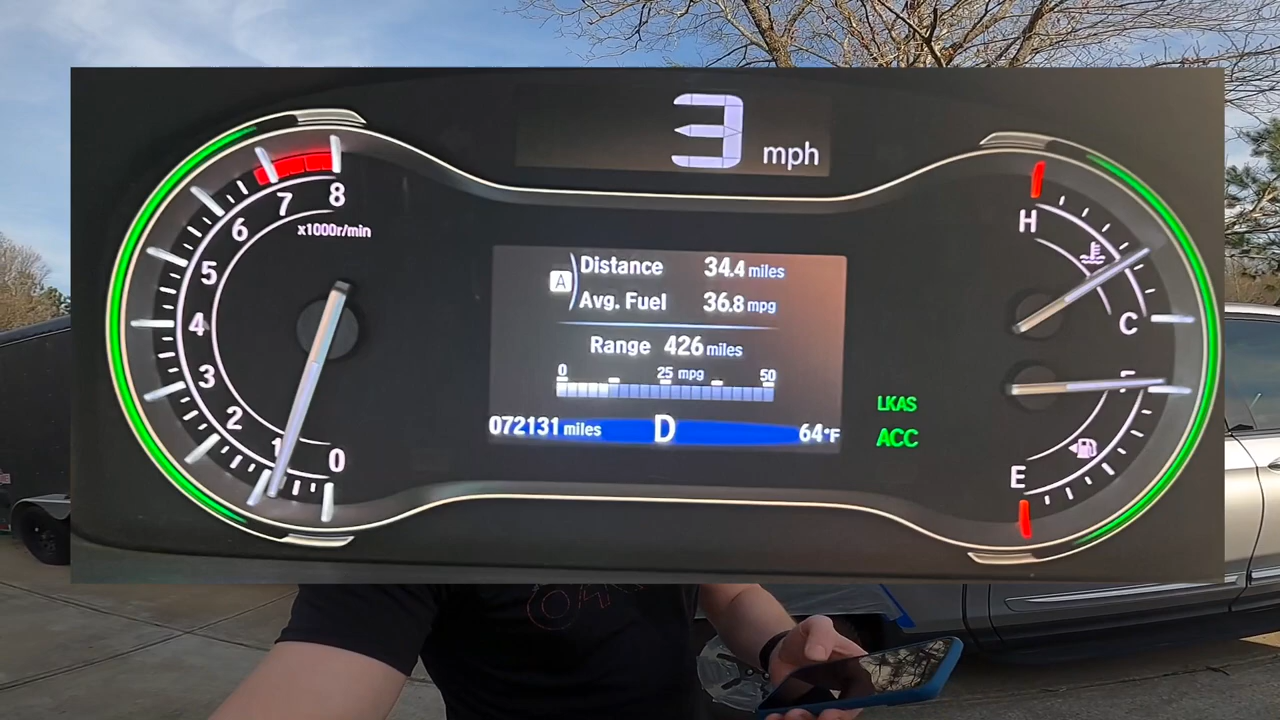 3 mph
8
7
6
x1000r/min
5
4
3
2
1
0
A Distance 34.4 miles
Avg. Fuel 36.8 mpg
Range 426 miles
0 25 mpg 50
072131 miles D 64°F
LKAS
ACC
H
C
F
E